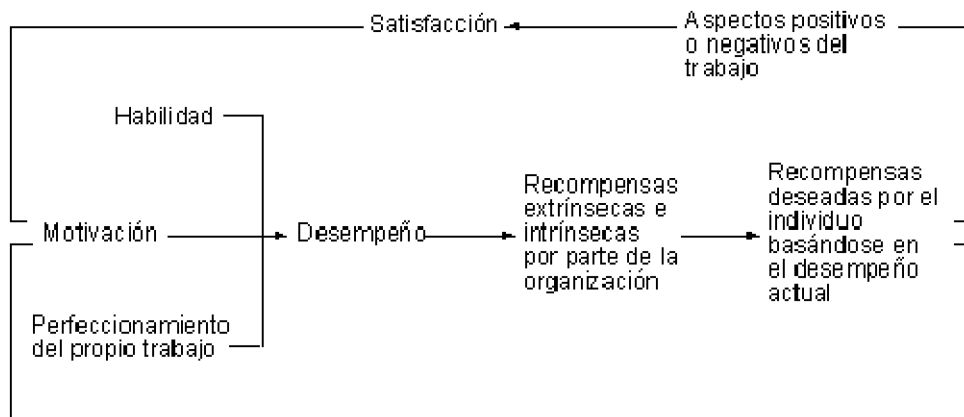 Satisfacción
Aspectos positivos
o negativos del
trabajo
Habilidad
Motivación
Desempeño
Recompensas
extrínsecas e
intrínsecas
por parte de la
organización
Recompensas
deseadas por el
individuo
basándose en
el desempeño
actual
Perfeccionamiento
del propio trabajo